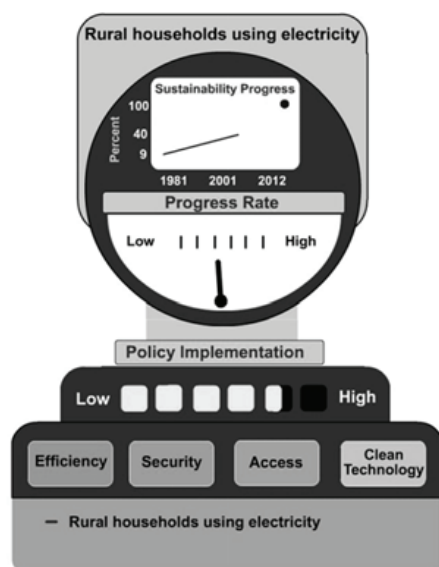 Rural households using electricity
Sustainability Progress
Percent
100
40
9
1981 2001 2012
Progress Rate
Low High
Policy Implementation
Low High
Efficiency Security Access Clean Technology
— Rural households using electricity